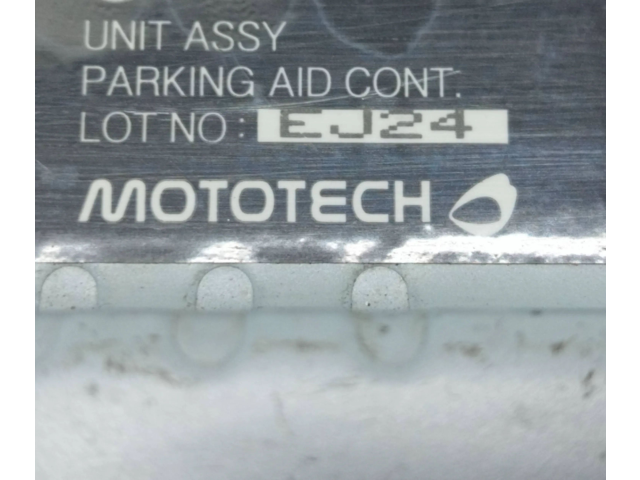 UNIT ASSY
PARKING AID CONT.
LOT NO : EJ24
MOTOTECH